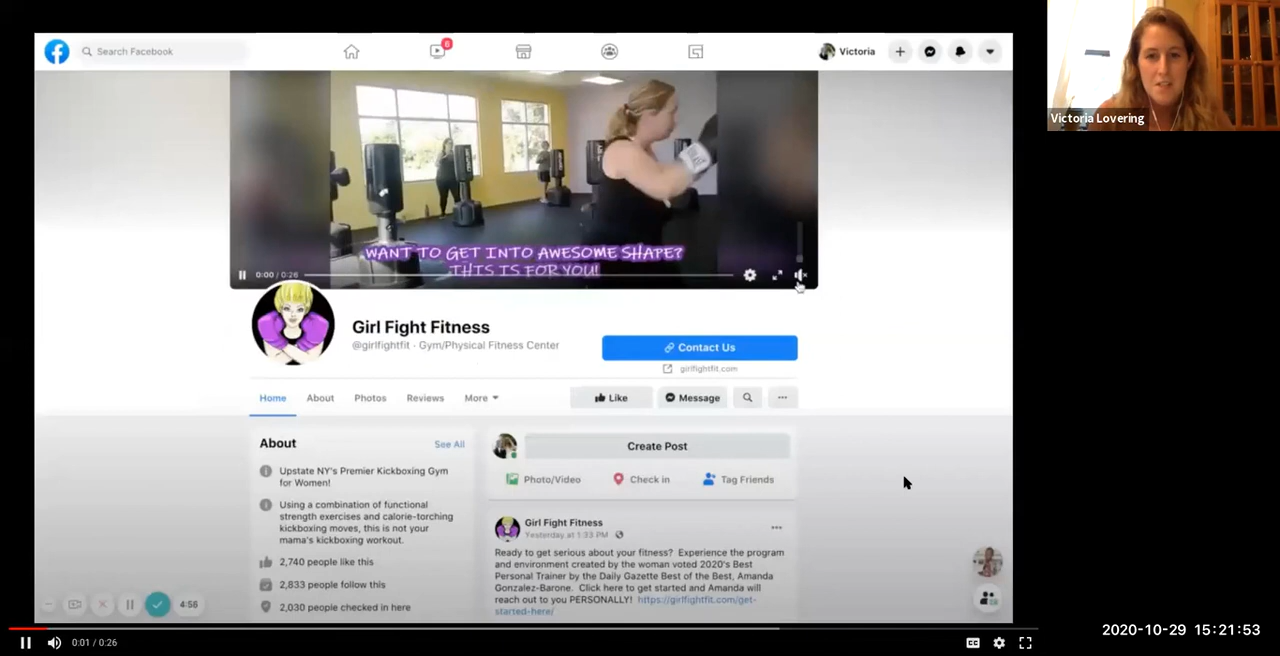 Search Facebook
6
Victoria
Victoria Lovering
WANT TO GET INTO AWESOME SHAPE?
THIS IS FOR YOU!
0:00 / 0:26
Girl Fight Fitness
@girlfightfit · Gym/Physical Fitness Center
Contact Us
girlfightfit.com
Home
About
Photos
Reviews
More
Like
Message
About
See All
Upstate NY's Premier Kickboxing Gym
for Women!
Using a combination of functional
strength exercises and calorie-torching
kickboxing moves, this is not your
mama's kickboxing workout.
2,740 people like this
2,833 people follow this
2,030 people checked in here
Create Post
Photo/Video
Check in
Tag Friends
Girl Fight Fitness
Yesterday at 1:33 PM
Ready to get serious about your fitness? Experience the program
and environment created by the woman voted 2020's Best
Personal Trainer by the Daily Gazette Best of the Best, Amanda
Gonzalez-Barone. Click here to get started and Amanda will
reach out to you PERSONALLY! https://girlfightfit.com/get-
started-here/
4:56
0:01 / 0:26
CC
2020-10-29 15:21:53